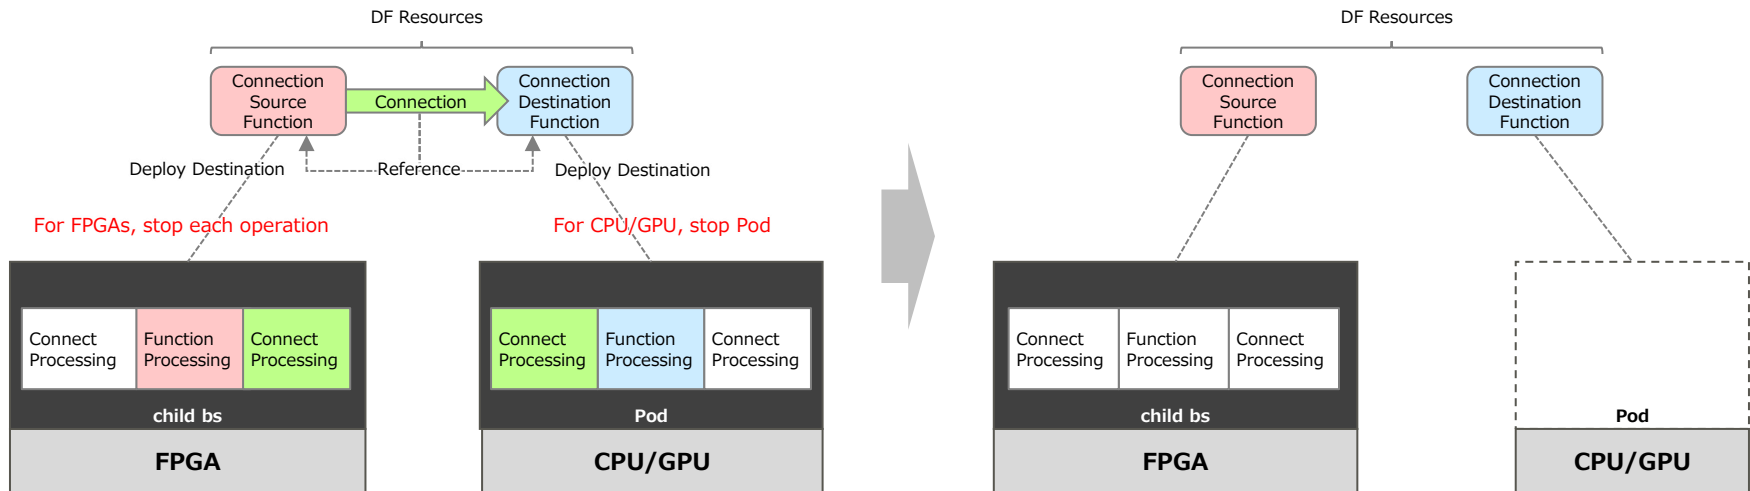 DF Resources
Connection
Source
Function
Connection
Connection
Destination
Function
Deploy Destination
Reference
Deploy Destination
For FPGAs, stop each operation
For CPU/GPU, stop Pod
Connect
Processing
Function
Processing
Connect
Processing
child bs
FPGA
Connect
Processing
Function
Processing
Connect
Processing
Pod
CPU/GPU
DF Resources
Connection
Source
Function
Connection
Destination
Function
Connect
Processing
Function
Processing
Connect
Processing
child bs
FPGA
Pod
CPU/GPU